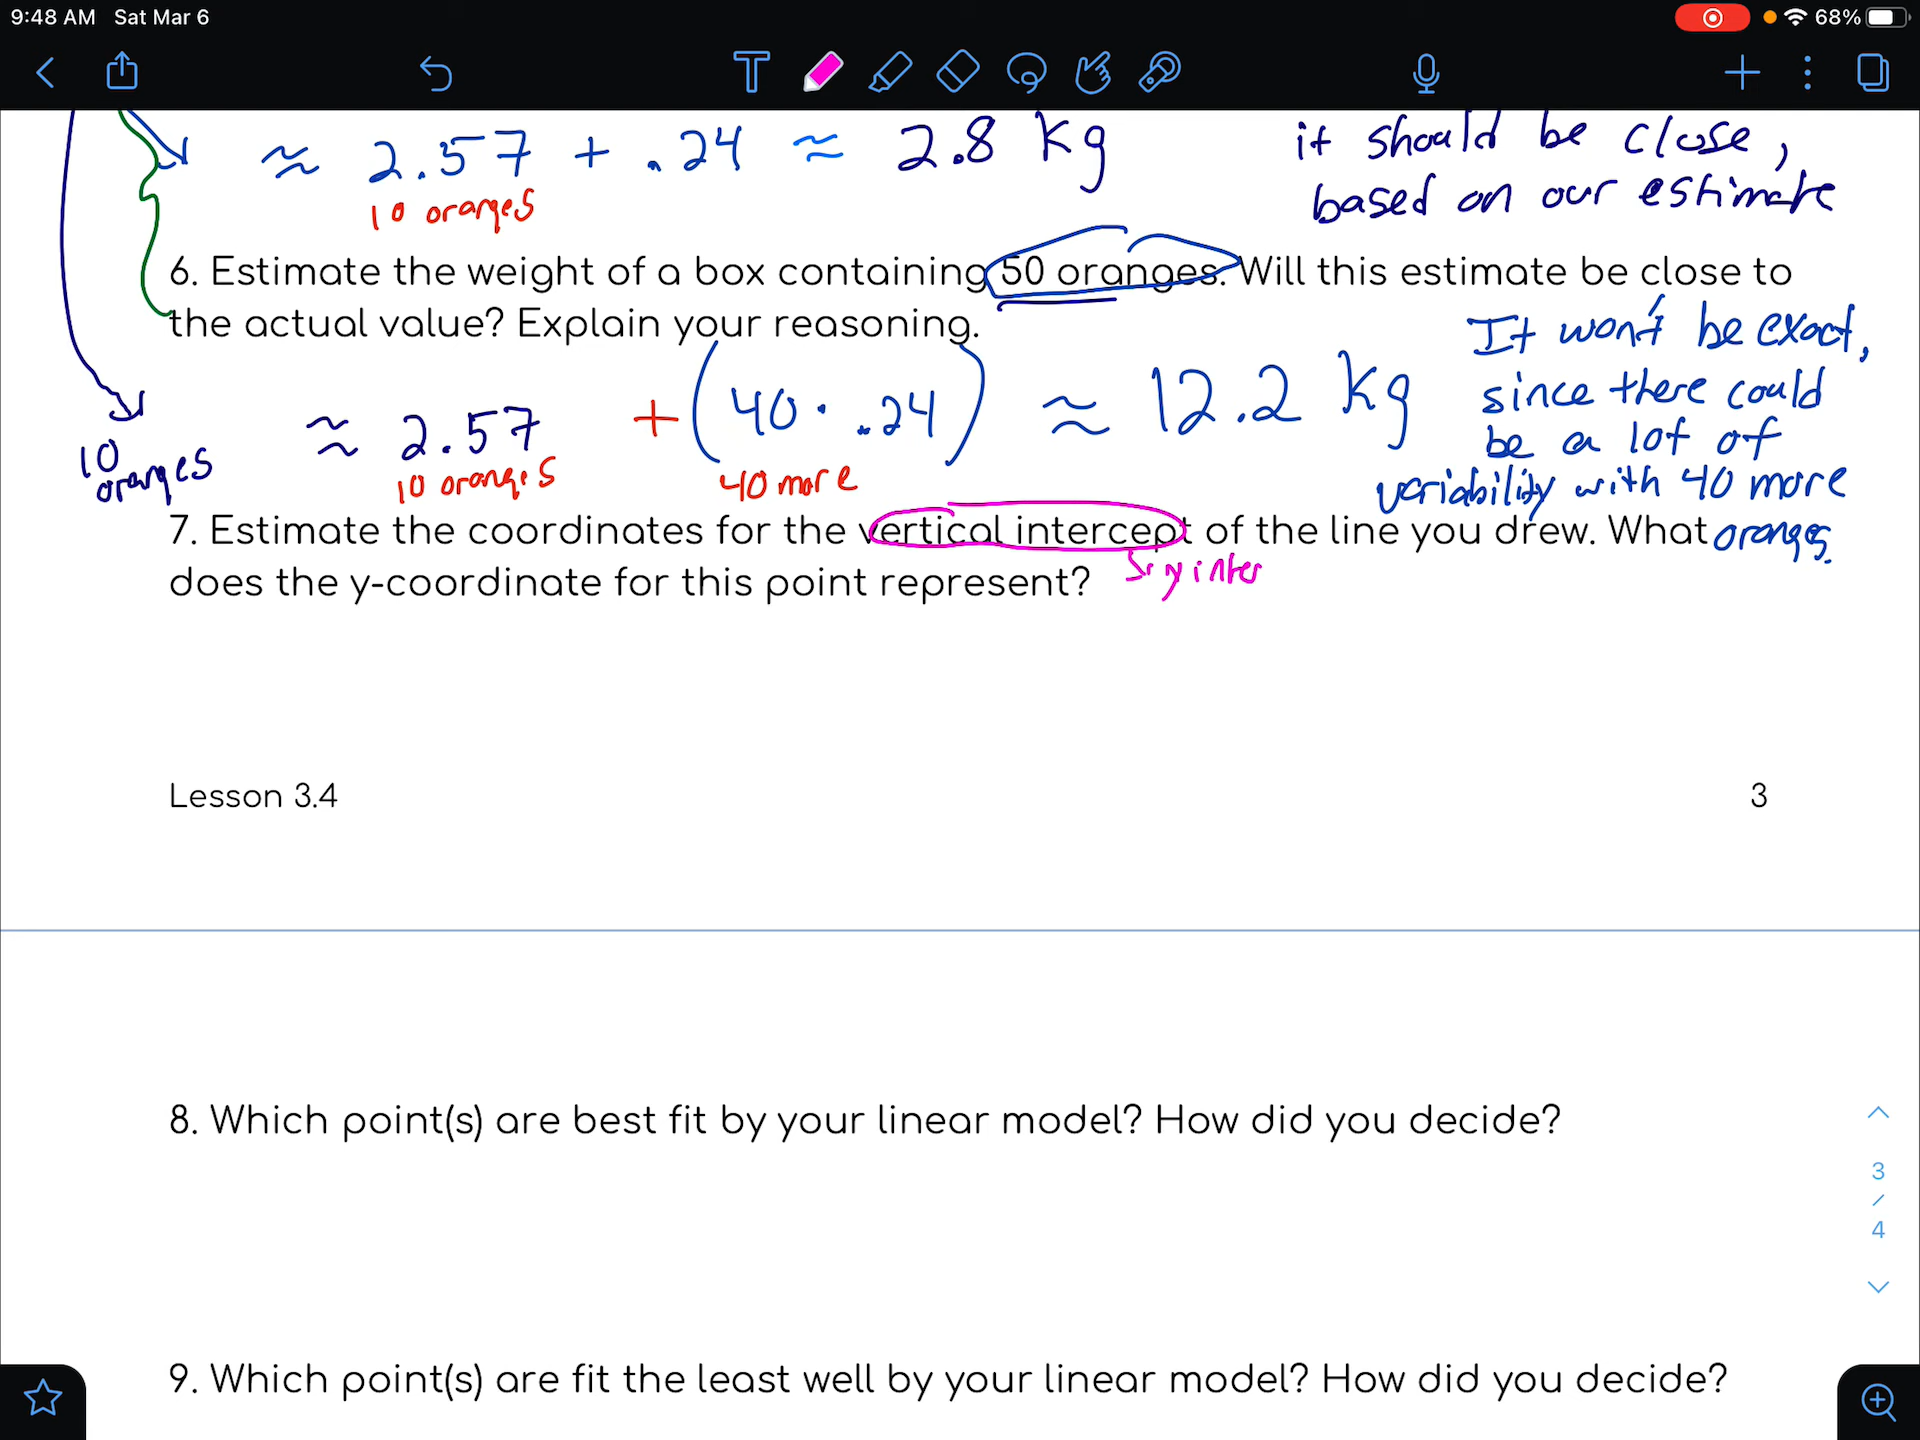 9:48 AM Sat Mar 6
68%
≈ 2.57 + .24 ≈ 2.8 kg
10 oranges
it should be close,
based on our estimate
6. Estimate the weight of a box containing 50 oranges. Will this estimate be close to
the actual value? Explain your reasoning.
It won't be exact,
since there could
be a lot of
variability with 40 more
oranges.
10
oranges
≈ 2.57 + (40 · .24) ≈ 12.2 kg
10 oranges 40 more
7. Estimate the coordinates for the vertical intercept of the line you drew. What
does the y-coordinate for this point represent?
y inter
Lesson 3.4 3
8. Which point(s) are best fit by your linear model? How did you decide?
3
/
4
9. Which point(s) are fit the least well by your linear model? How did you decide?